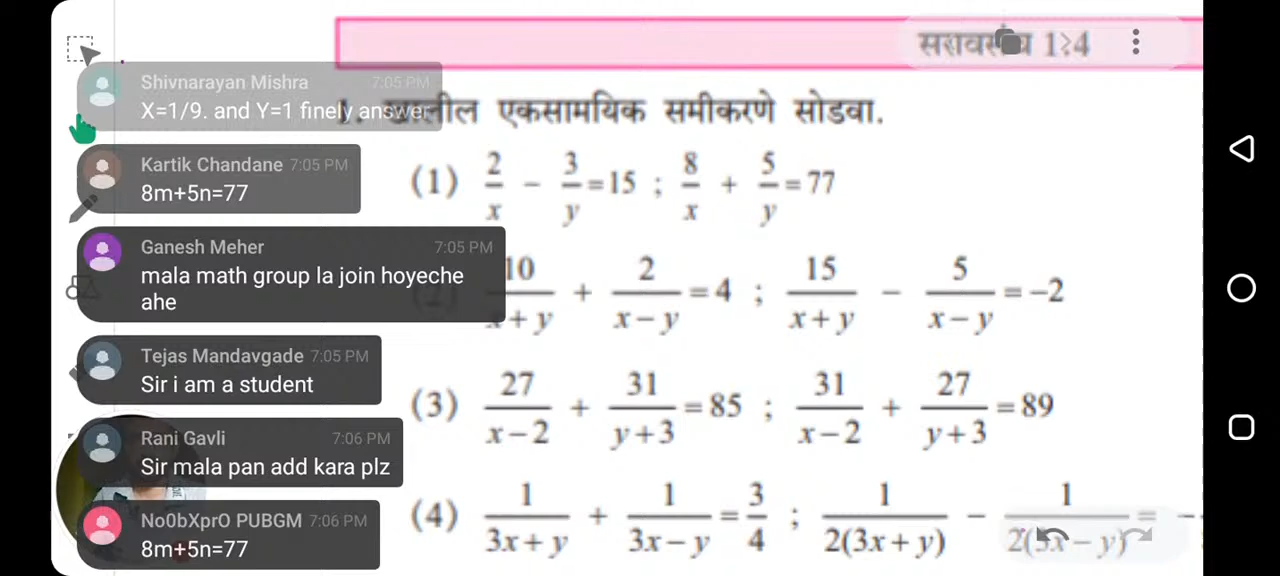 सरावसंच 1.4
Shivnarayan Mishra 7:05 PM
X=1/9. and Y=1 finely answer
1. खालील एकसामयिक समीकरणे सोडवा.
Kartik Chandane 7:05 PM
8m+5n=77
(1) 2/x - 3/y = 15 ; 8/x + 5/y = 77
Ganesh Meher 7:05 PM
mala math group la join hoyeche
ahe
(2) 10/x+y + 2/x-y = 4 ; 15/x+y - 5/x-y = -2
Tejas Mandavgade 7:05 PM
Sir i am a student
(3) 27/x-2 + 31/y+3 = 85 ; 31/x-2 + 27/y+3 = 89
Rani Gavli 7:06 PM
Sir mala pan add kara plz
No0bXprO PUBGM 7:06 PM
8m+5n=77
(4) 1/3x+y + 1/3x-y = 3/4 ; 1/2(3x+y) - 1/2(3x-y) = -